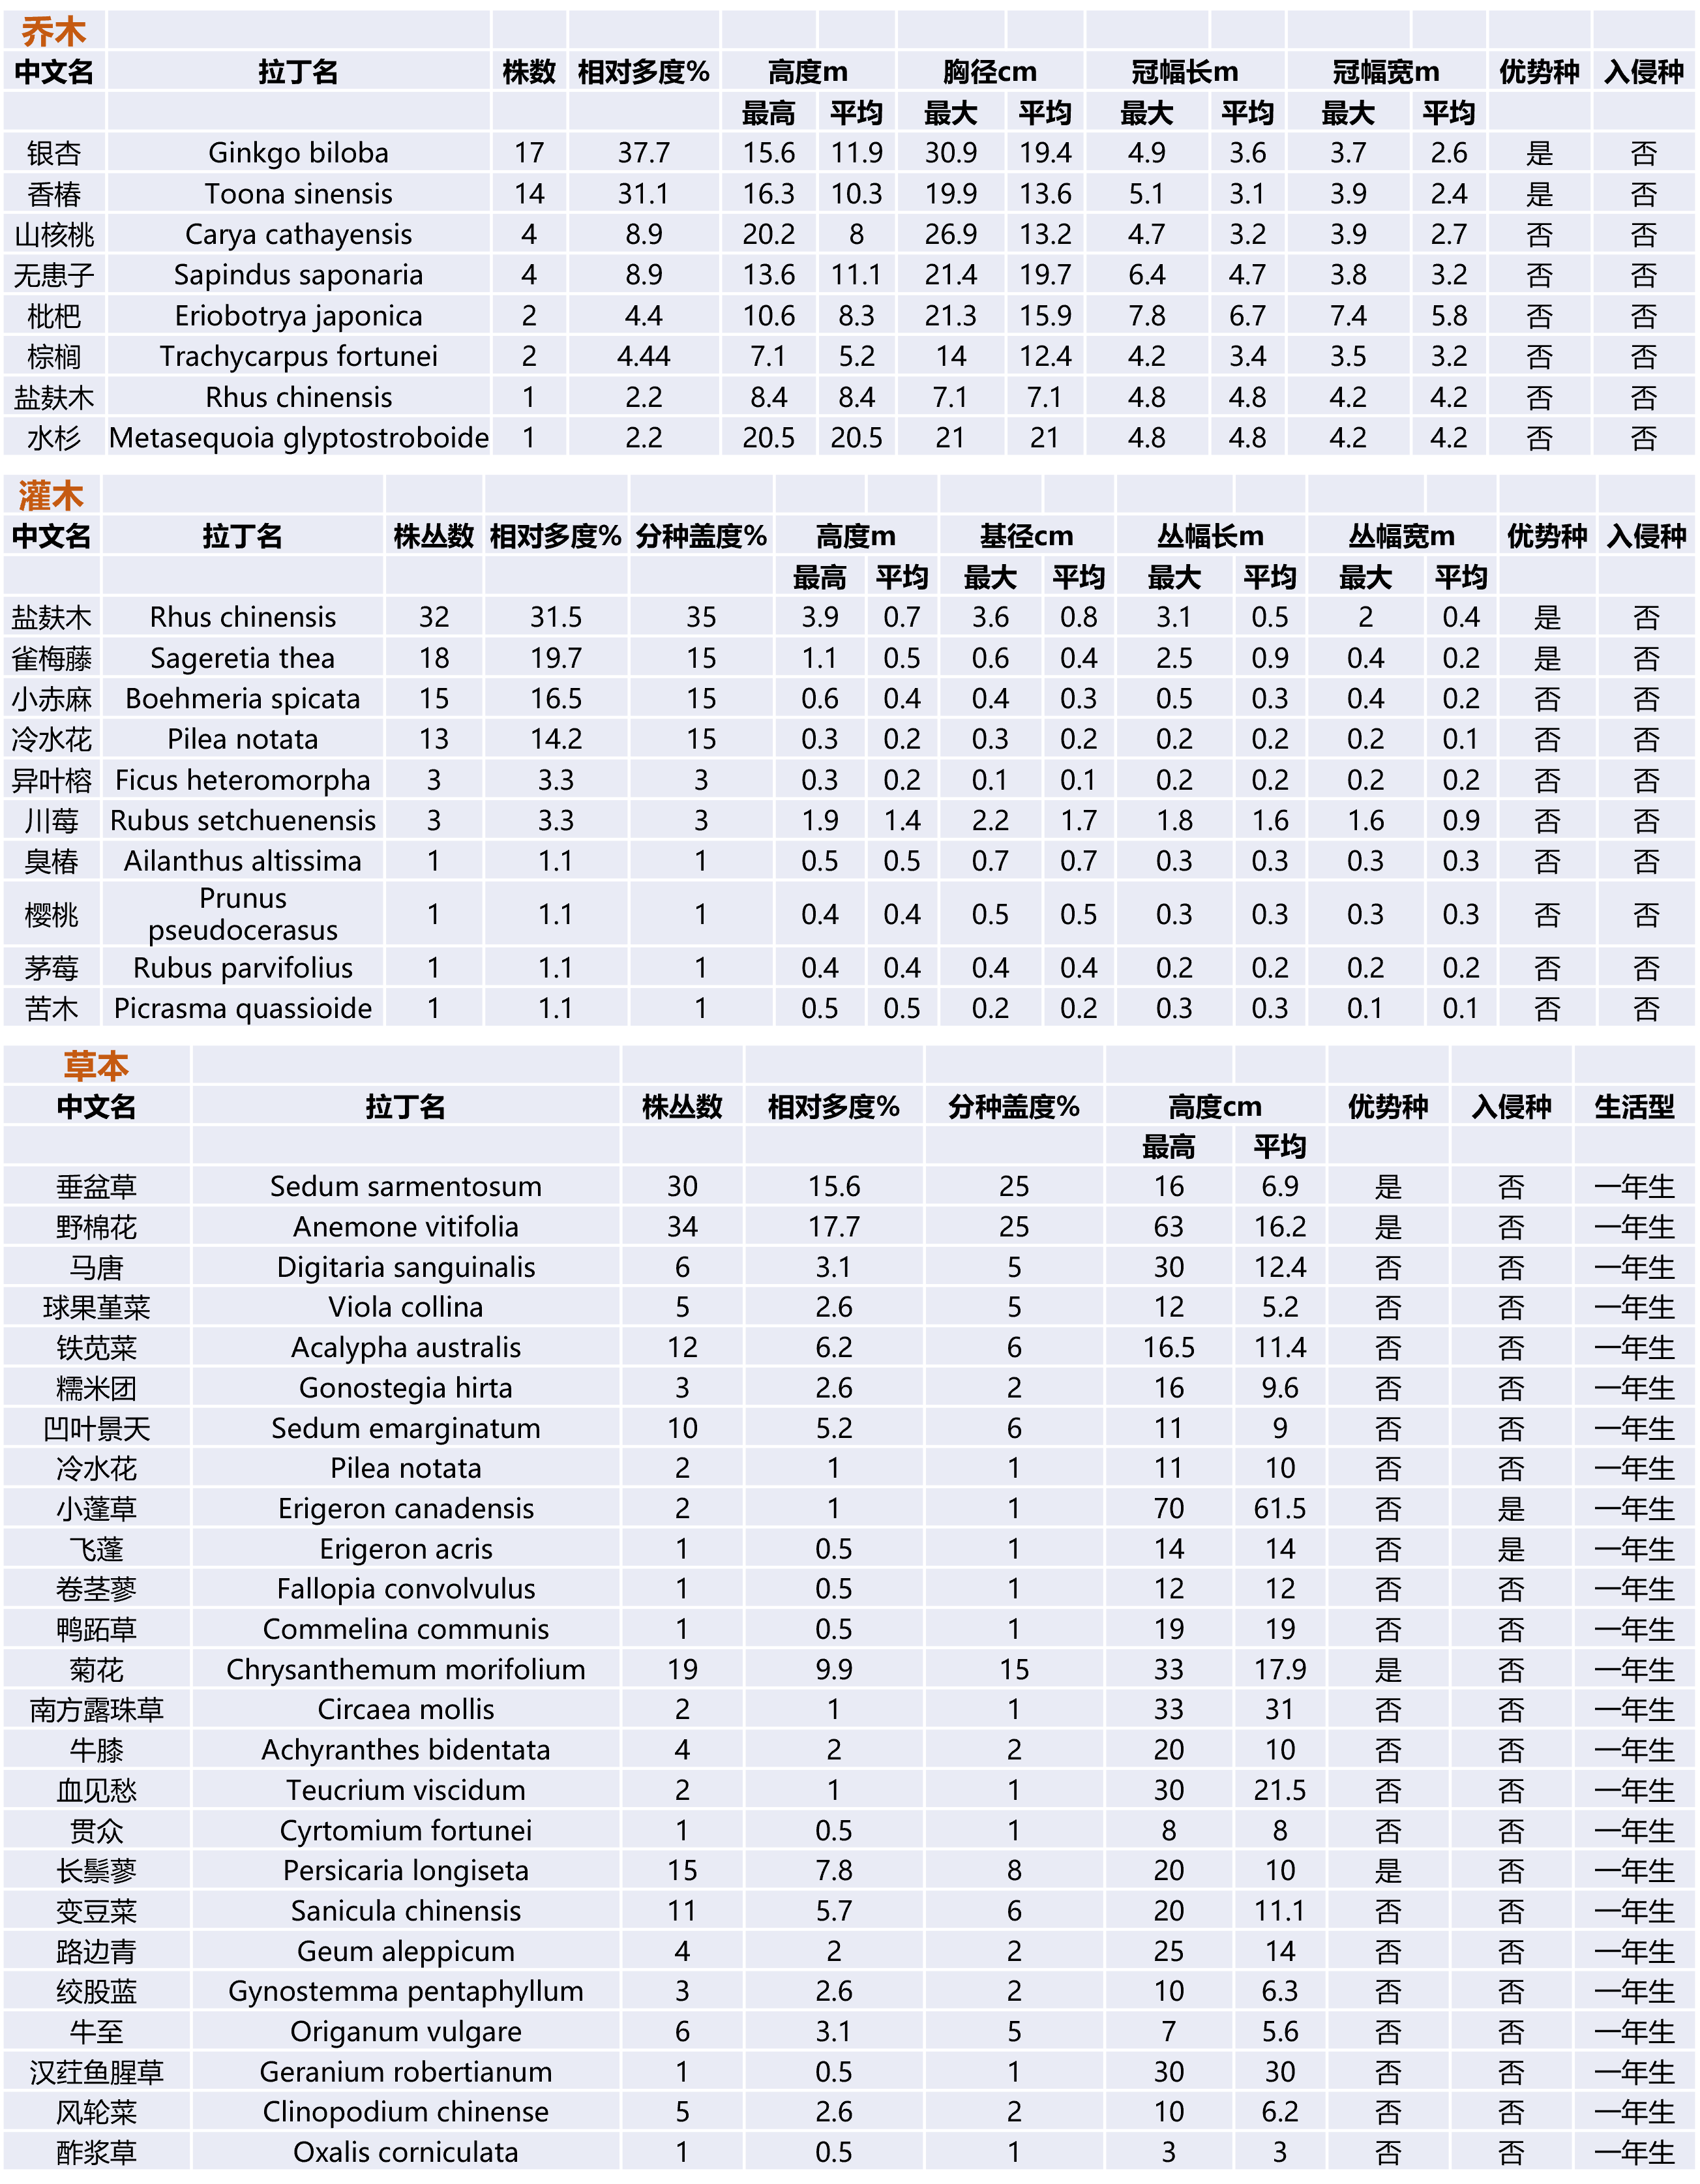 乔木
中文名 拉丁名 株数 相对多度% 高度m 胸径cm 冠幅长m 冠幅宽m 优势种 入侵种
最高 平均 最大 平均 最大 平均 最大 平均
银杏 Ginkgo biloba 17 37.7 15.6 11.9 30.9 19.4 4.9 3.6 3.7 2.6 是 否
香椿 Toona sinensis 14 31.1 16.3 10.3 19.9 13.6 5.1 3.1 3.9 2.4 是 否
山核桃 Carya cathayensis 4 8.9 20.2 8 26.9 13.2 4.7 3.2 3.9 2.7 否 否
无患子 Sapindus saponaria 4 8.9 13.6 11.1 21.4 19.7 6.4 4.7 3.8 3.2 否 否
枇杷 Eriobotrya japonica 2 4.4 10.6 8.3 21.3 15.9 7.8 6.7 7.4 5.8 否 否
棕榈 Trachycarpus fortunei 2 4.44 7.1 5.2 14 12.4 4.2 3.4 3.5 3.2 否 否
盐麸木 Rhus chinensis 1 2.2 8.4 8.4 7.1 7.1 4.8 4.8 4.2 4.2 否 否
水杉 Metasequoia glyptostroboide 1 2.2 20.5 20.5 21 21 4.8 4.8 4.2 4.2 否 否
灌木
中文名 拉丁名 株丛数 相对多度% 分种盖度% 高度m 基径cm 丛幅长m 丛幅宽m 优势种 入侵种
最高 平均 最大 平均 最大 平均 最大 平均
盐麸木 Rhus chinensis 32 31.5 35 3.9 0.7 3.6 0.8 3.1 0.5 2 0.4 是 否
雀梅藤 Sageretia thea 18 19.7 15 1.1 0.5 0.6 0.4 2.5 0.9 0.4 0.2 是 否
小赤麻 Boehmeria spicata 15 16.5 15 0.6 0.4 0.4 0.3 0.5 0.3 0.4 0.2 否 否
冷水花 Pilea notata 13 14.2 15 0.3 0.2 0.3 0.2 0.2 0.2 0.2 0.1 否 否
异叶榕 Ficus heteromorpha 3 3.3 3 0.3 0.2 0.1 0.1 0.2 0.2 0.2 0.2 否 否
川莓 Rubus setchuenensis 3 3.3 3 1.9 1.4 2.2 1.7 1.8 1.6 1.6 0.9 否 否
臭椿 Ailanthus altissima 1 1.1 1 0.5 0.5 0.7 0.7 0.3 0.3 0.3 0.3 否 否
樱桃 Prunus pseudocerasus 1 1.1 1 0.4 0.4 0.5 0.5 0.3 0.3 0.3 0.3 否 否
茅莓 Rubus parvifolius 1 1.1 1 0.4 0.4 0.4 0.4 0.2 0.2 0.2 0.2 否 否
苦木 Picrasma quassioide 1 1.1 1 0.5 0.5 0.2 0.2 0.3 0.3 0.1 0.1 否 否
草本
中文名 拉丁名 株丛数 相对多度% 分种盖度% 高度cm 优势种 入侵种 生活型
最高 平均
垂盆草 Sedum sarmentosum 30 15.6 25 16 6.9 是 否 一年生
野棉花 Anemone vitifolia 34 17.7 25 63 16.2 是 否 一年生
马唐 Digitaria sanguinalis 6 3.1 5 30 12.4 否 否 一年生
球果堇菜 Viola collina 5 2.6 5 12 5.2 否 否 一年生
铁苋菜 Acalypha australis 12 6.2 6 16.5 11.4 否 否 一年生
糯米团 Gonostegia hirta 3 2.6 2 16 9.6 否 否 一年生
凹叶景天 Sedum emarginatum 10 5.2 6 11 9 否 否 一年生
冷水花 Pilea notata 2 1 1 11 10 否 否 一年生
小蓬草 Erigeron canadensis 2 1 1 70 61.5 否 是 一年生
飞蓬 Erigeron acris 1 0.5 1 14 14 否 是 一年生
卷茎蓼 Fallopia convolvulus 1 0.5 1 12 12 否 否 一年生
鸭跖草 Commelina communis 1 0.5 1 19 19 否 否 一年生
菊花 Chrysanthemum morifolium 19 9.9 15 33 17.9 是 否 一年生
南方露珠草 Circaea mollis 2 1 1 33 31 否 否 一年生
牛膝 Achyranthes bidentata 4 2 2 20 10 否 否 一年生
血见愁 Teucrium viscidum 2 1 1 30 21.5 否 否 一年生
贯众 Cyrtomium fortunei 1 0.5 1 8 8 否 否 一年生
长鬃蓼 Persicaria longiseta 15 7.8 8 20 10 是 否 一年生
变豆菜 Sanicula chinensis 11 5.7 6 20 11.1 否 否 一年生
路边青 Geum aleppicum 4 2 2 25 14 否 否 一年生
绞股蓝 Gynostemma pentaphyllum 3 2.6 2 10 6.3 否 否 一年生
牛至 Origanum vulgare 6 3.1 5 7 5.6 否 否 一年生
汉荭鱼腥草 Geranium robertianum 1 0.5 1 30 30 否 否 一年生
风轮菜 Clinopodium chinense 5 2.6 2 10 6.2 否 否 一年生
酢浆草 Oxalis corniculata 1 0.5 1 3 3 否 否 一年生